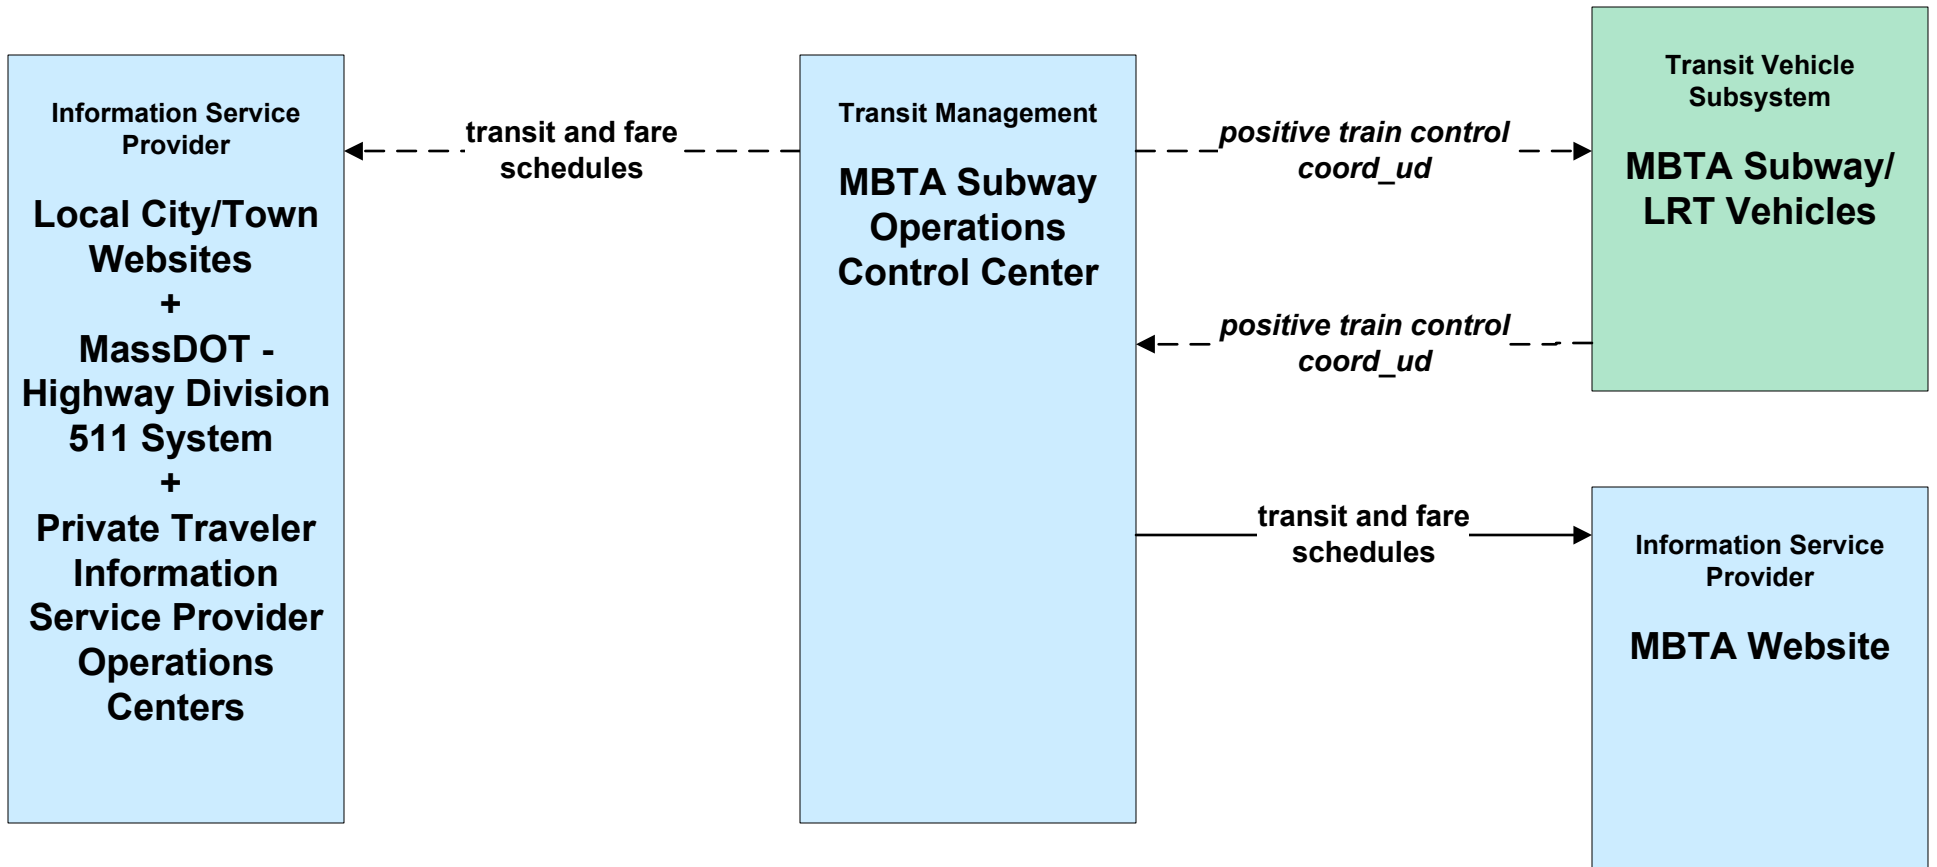 Information Service
Provider
Local City/Town
Websites
+
MassDOT -
Highway Division
511 System
+
Private Traveler
Information
Service Provider
Operations
Centers
transit and fare
schedules
Transit Management
MBTA Subway
Operations
Control Center
positive train control
coord_ud
positive train control
coord_ud
transit and fare
schedules
Transit Vehicle
Subsystem
MBTA Subway/
LRT Vehicles
Information Service
Provider
MBTA Website